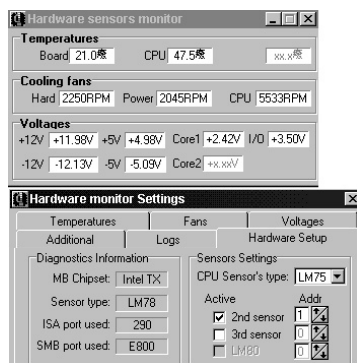 Hardware sensors monitor
Temperatures
Board 21.0癈 CPU 47.5癈 xx.x癈
Cooling fans
Hard 2250RPM Power 2045RPM CPU 5533RPM
Voltages
+12V +11.98V +5V +4.98V Core1 +2.42V I/O +3.50V
-12V -12.13V -5V -5.09V Core2 +x.xxV
Hardware monitor Settings
Temperatures Fans Voltages
Additional Logs Hardware Setup
Diagnostics Information Sensors Settings
MB Chipset: Intel TX CPU Sensor's type: LM75
Sensor type: LM78 Active Addr
ISA port used: 290 2nd sensor 1
SMB port used: E800 3rd sensor 0
LM80 0